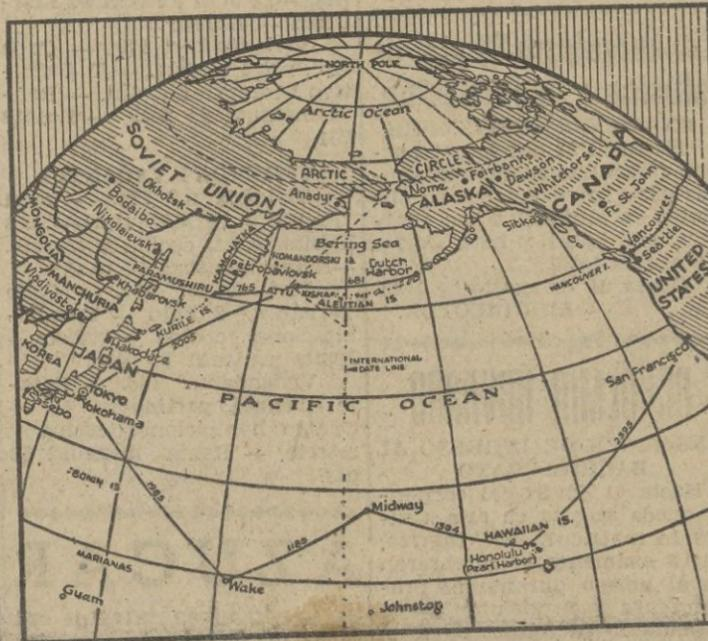 NORTH POLE
Arctic Ocean
SOVIET UNION
ARCTIC
CIRCLE
Anadyr
Nome
Fairbanks
Dawson
Whitehorse
ALASKA
CANADA
Ft. St. John
Okhotsk
Bodaibo
Nikolaievsk
KAMCHATKA
Bering Sea
KOMANDORSKI IS
Petropavlovsk
Dutch
Harbor
Sitka
Vancouver
Seattle
VANCOUVER I.
UNITED
STATES
MONGOLIA
MANCHURIA
Vladivostok
Khabarovsk
PARAMUSHIRU
765
ATTU
681
ALEUTIAN IS
KURILE IS.
2005
Hakodate
KOREA
JAPAN
TOKYO
Yokohama
INTERNATIONAL
DATE LINE
San Francisco
PACIFIC OCEAN
2395
BONIN IS
1985
Midway
1304
HAWAIIAN IS.
1180
Honolulu
(Pearl Harbor)
MARIANAS
Wake
Guam
Johnston